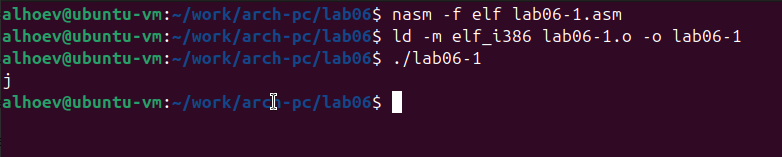 alhoev@ubuntu-vm:~/work/arch-pc/lab06$ nasm -f elf lab06-1.asm
alhoev@ubuntu-vm:~/work/arch-pc/lab06$ ld -m elf_i386 lab06-1.o -o lab06-1
alhoev@ubuntu-vm:~/work/arch-pc/lab06$ ./lab06-1
j
alhoev@ubuntu-vm:~/work/arch-pc/lab06$